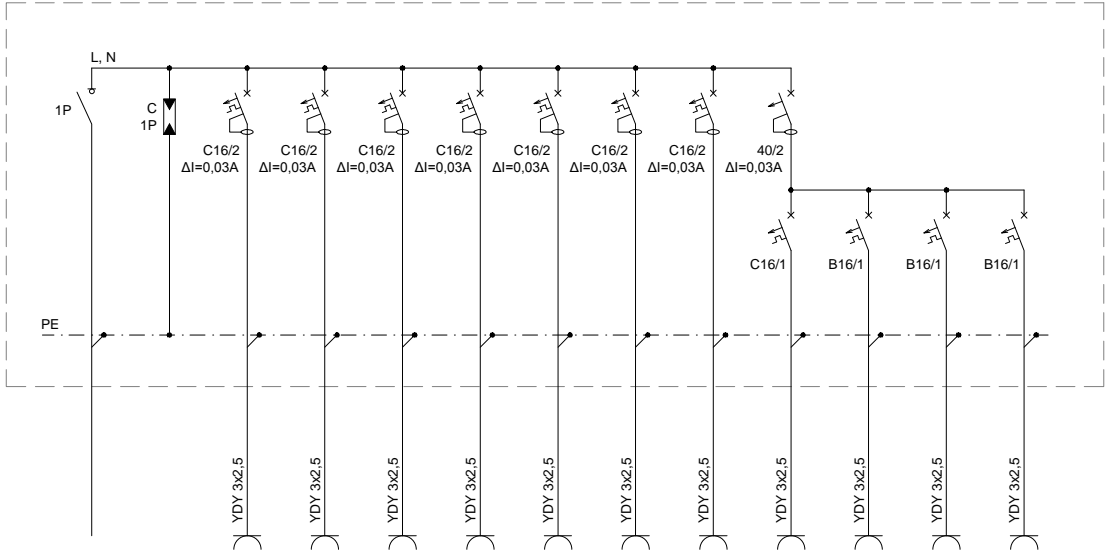 L, N
1P
C
1P
C16/2
ΔI=0,03A
C16/2
ΔI=0,03A
C16/2
ΔI=0,03A
C16/2
ΔI=0,03A
C16/2
ΔI=0,03A
C16/2
ΔI=0,03A
C16/2
ΔI=0,03A
40/2
ΔI=0,03A
C16/1
B16/1
B16/1
B16/1
PE
YDY 3x2,5
YDY 3x2,5
YDY 3x2,5
YDY 3x2,5
YDY 3x2,5
YDY 3x2,5
YDY 3x2,5
YDY 3x2,5
YDY 3x2,5
YDY 3x2,5
YDY 3x2,5